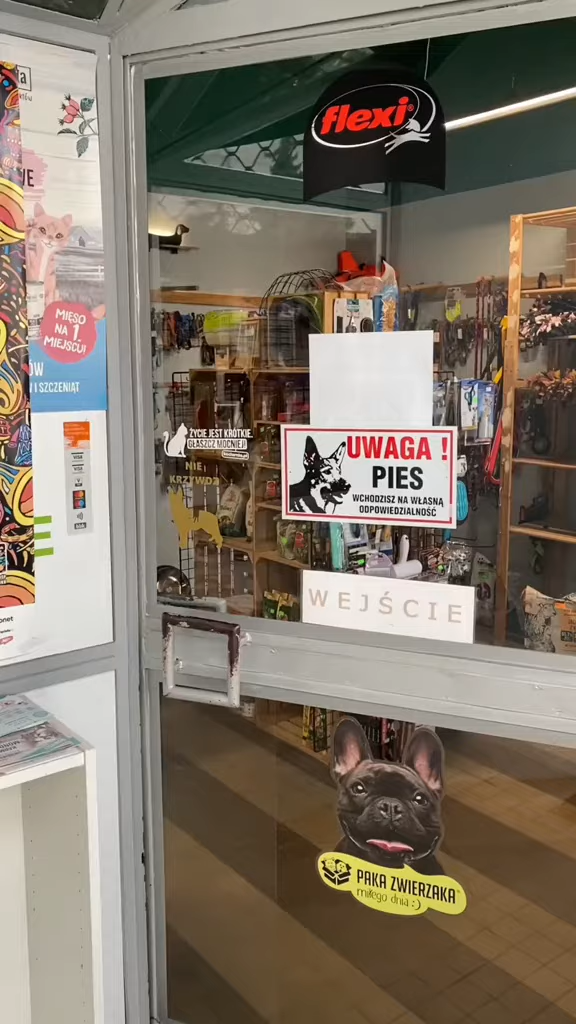 flexi®
MIĘSO
NA 1
MIEJSCU!
W I SZCZENIĄT
ŻYCIE JEST KRÓTKIE
GŁASZCZ MOCNIEJ
NIE
KRZYWDŹ
UWAGA !
PIES
WCHODZISZ NA WŁASNĄ
ODPOWIEDZIALNOŚĆ
WEJŚCIE
PAKA ZWIERZAKA
miłego dnia :)